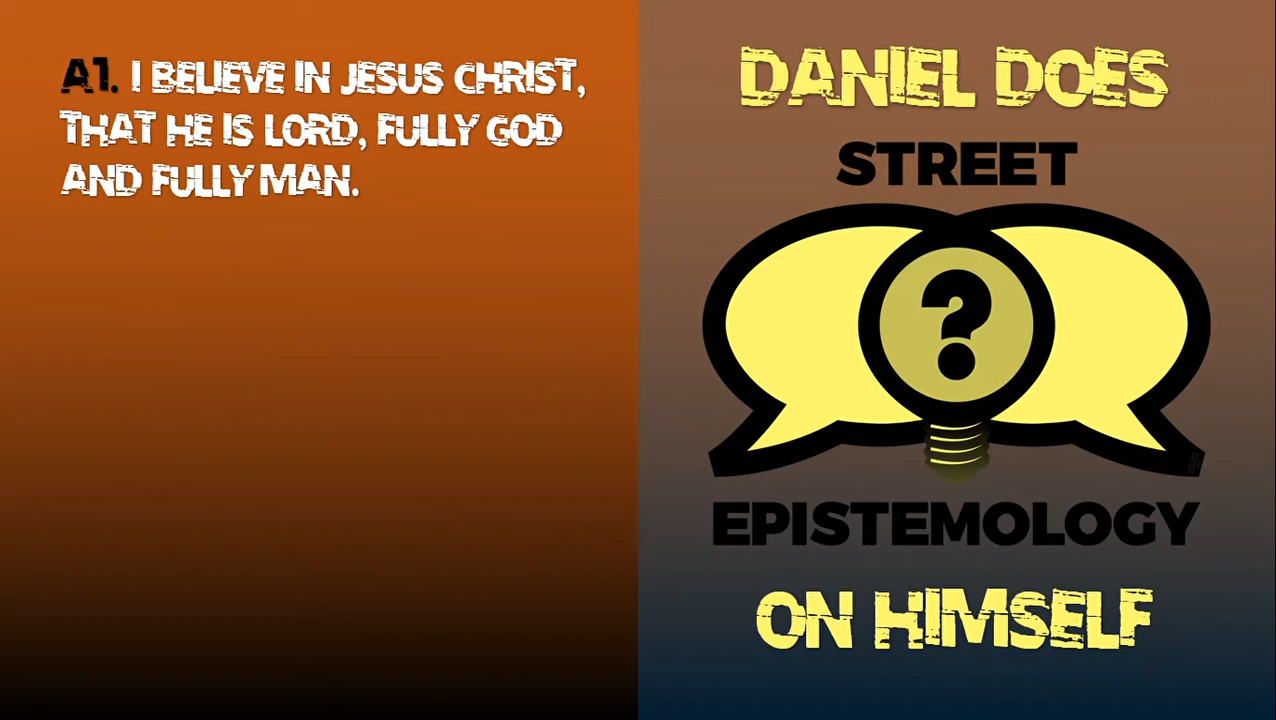 A1. I BELIEVE IN JESUS CHRIST,
THAT HE IS LORD, FULLY GOD
AND FULLY MAN.
DANIEL DOES
STREET
?
EPISTEMOLOGY
ON HIMSELF